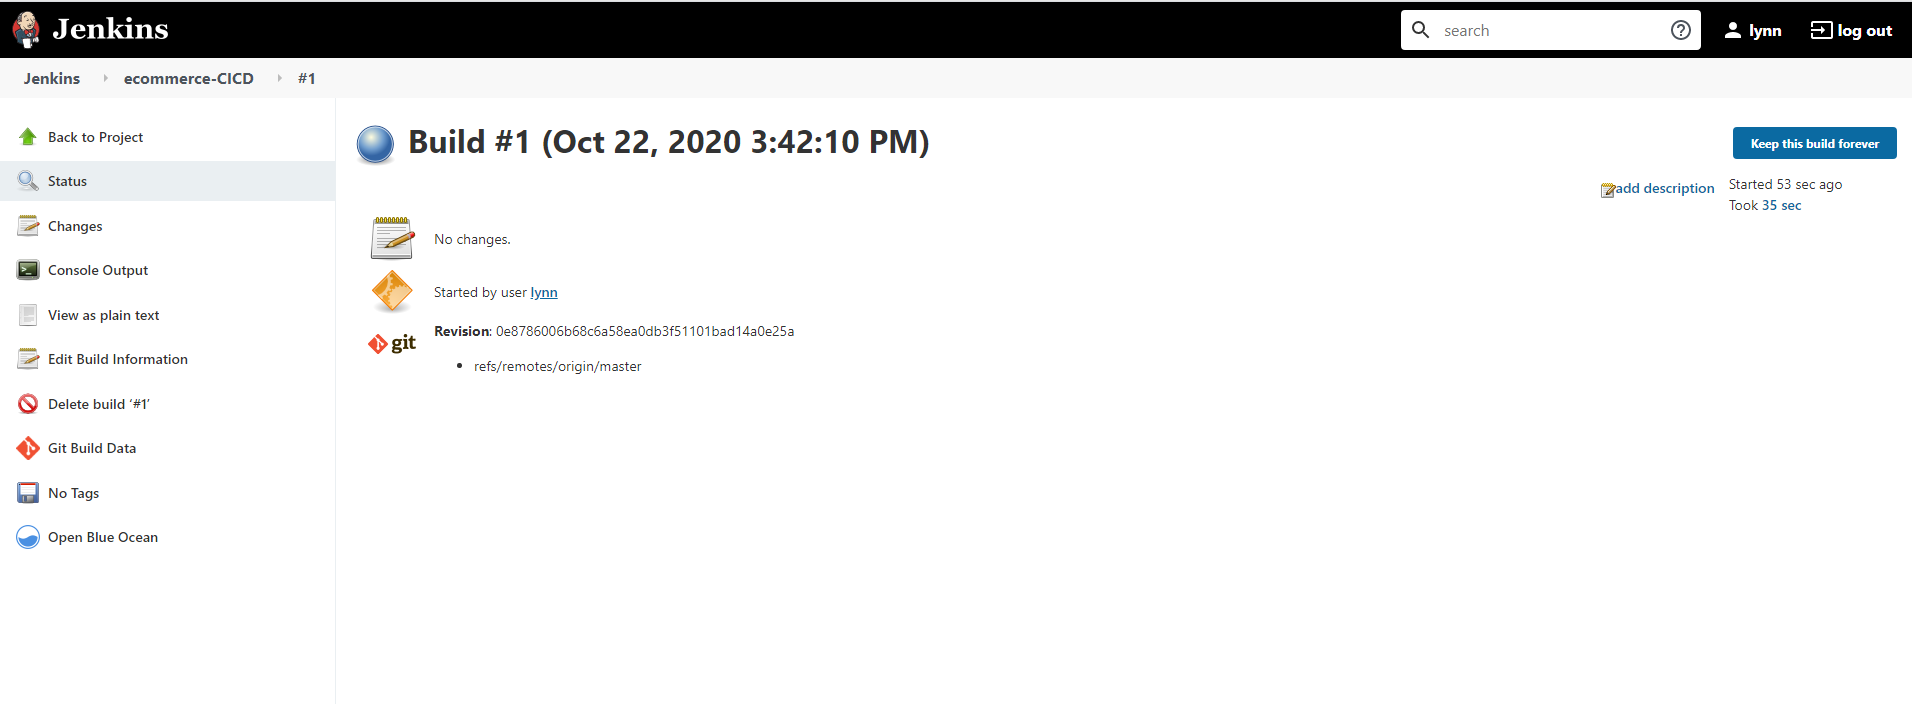 Jenkins
search
lynn
log out
Jenkins
ecommerce-CICD
#1
Back to Project
Status
Changes
Console Output
View as plain text
Edit Build Information
Delete build ‘#1’
Git Build Data
No Tags
Open Blue Ocean
Build #1 (Oct 22, 2020 3:42:10 PM)
Keep this build forever
add description
Started 53 sec ago
Took 35 sec
No changes.
Started by user lynn
git
Revision: 0e8786006b68c6a58ea0db3f51101bad14a0e25a
refs/remotes/origin/master